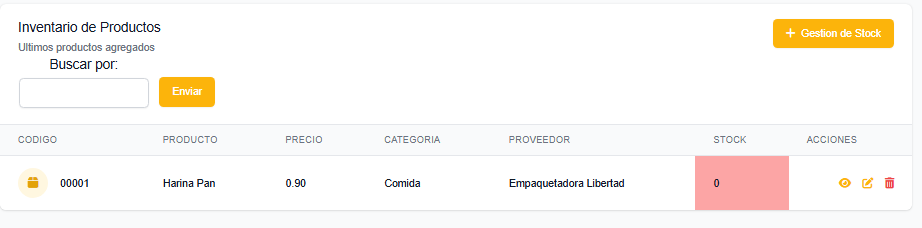 Inventario de Productos
Ultimos productos agregados
Gestion de Stock
Buscar por:
Enviar
CODIGO PRODUCTO PRECIO CATEGORIA PROVEEDOR STOCK ACCIONES
00001 Harina Pan 0.90 Comida Empaquetadora Libertad 0